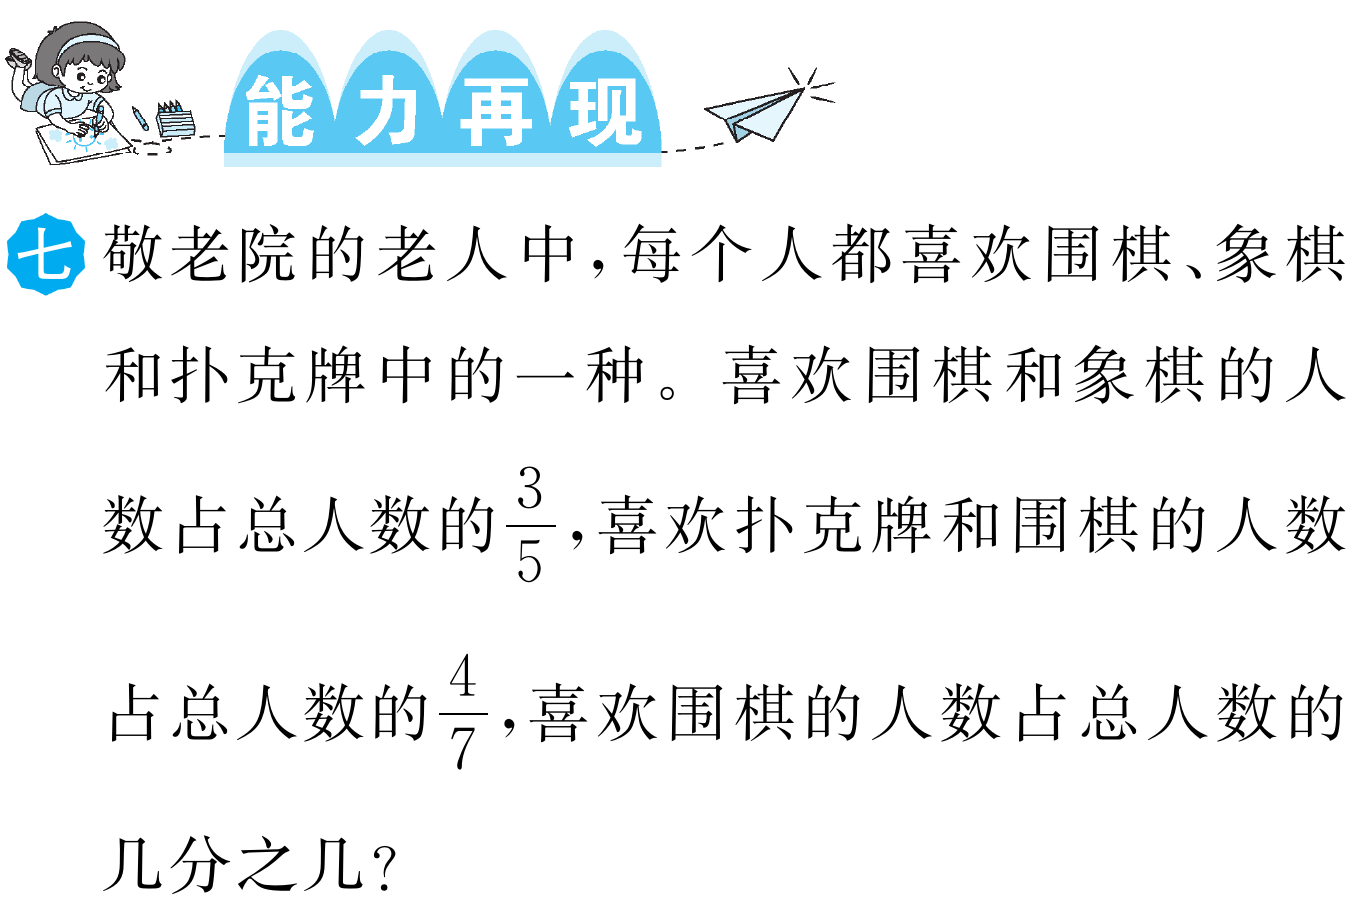 能力再现
七 敬老院的老人中,每个人都喜欢围棋、象棋
和扑克牌中的一种。喜欢围棋和象棋的人
数占总人数的3/5,喜欢扑克牌和围棋的人数
占总人数的4/7,喜欢围棋的人数占总人数的
几分之几?